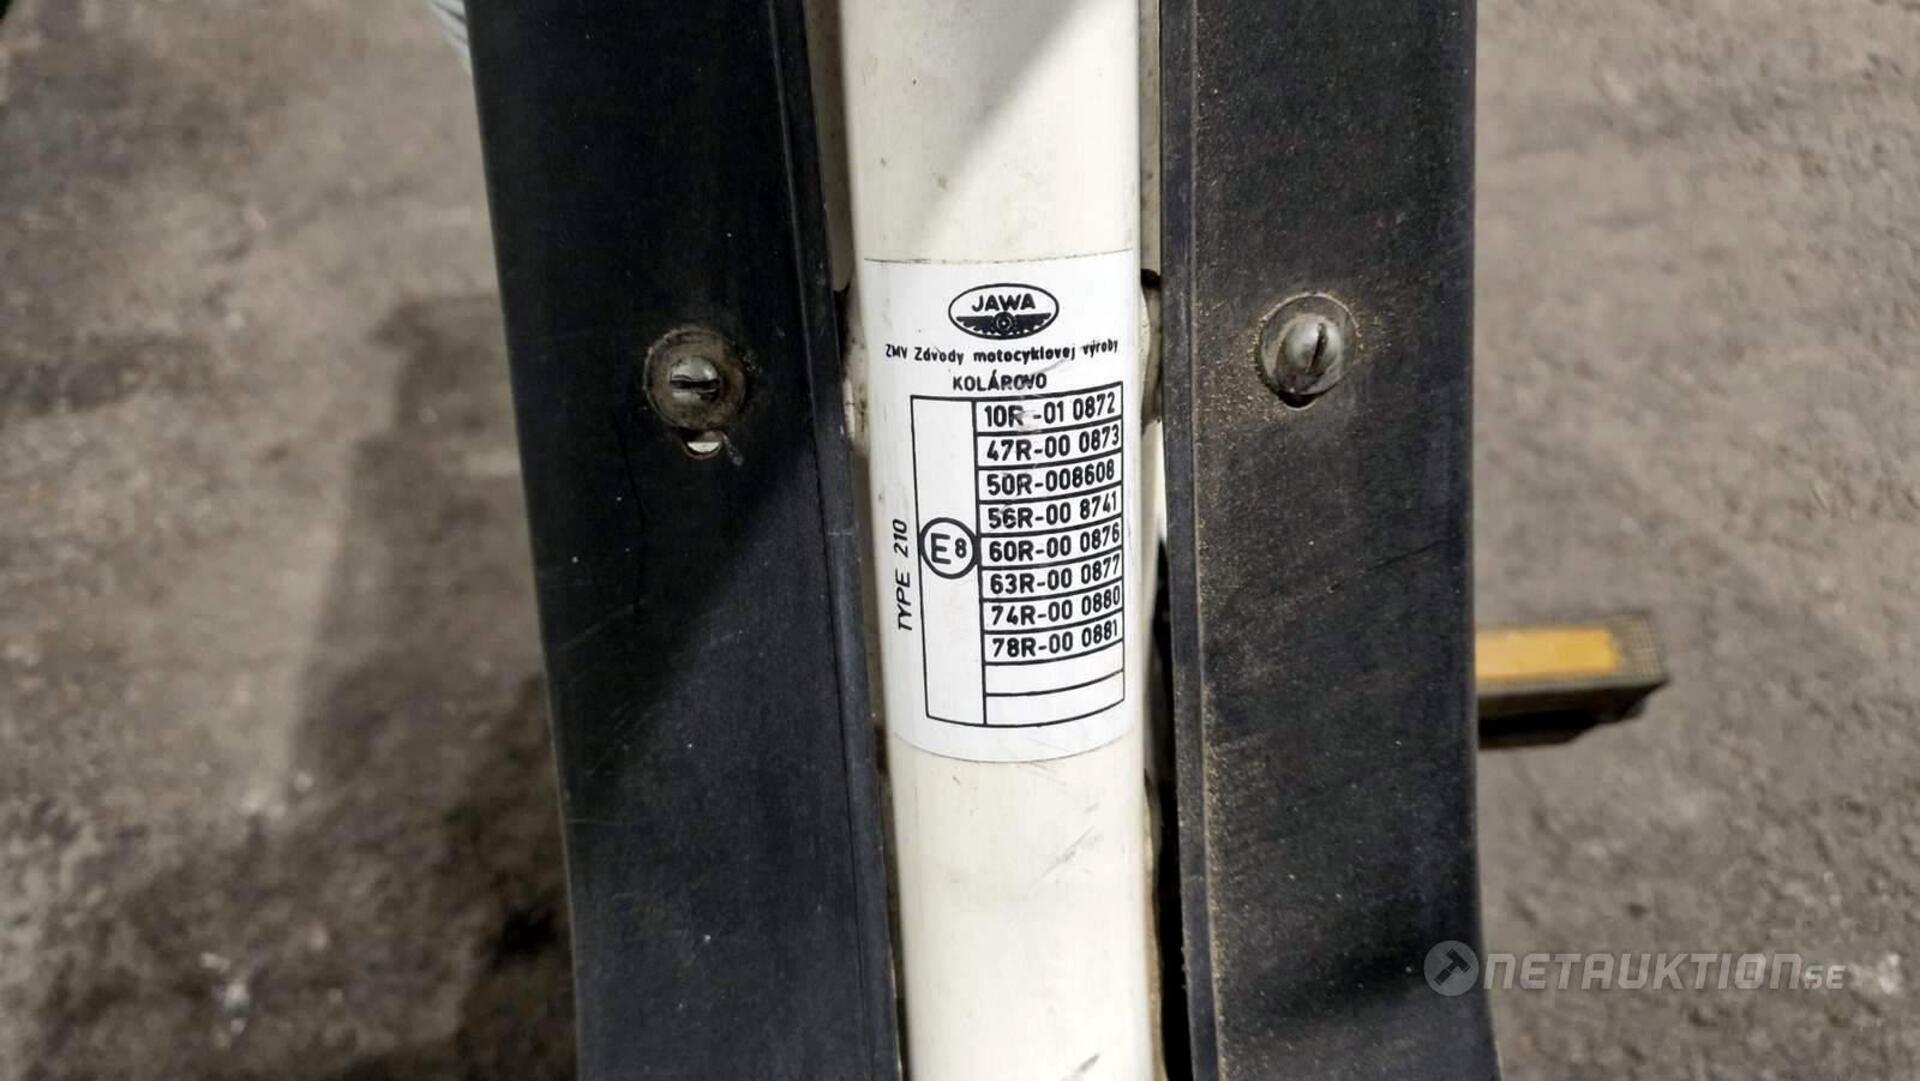 JAWA
ZMV Závody motocyklovej výroby
KOLÁROVO
10R-01 0872
47R-00 0873
50R-008608
56R-00 8741
60R-00 0876
63R-00 0877
74R-00 0880
78R-00 0881
E8
TYPE 210
NETAUKTION.SE